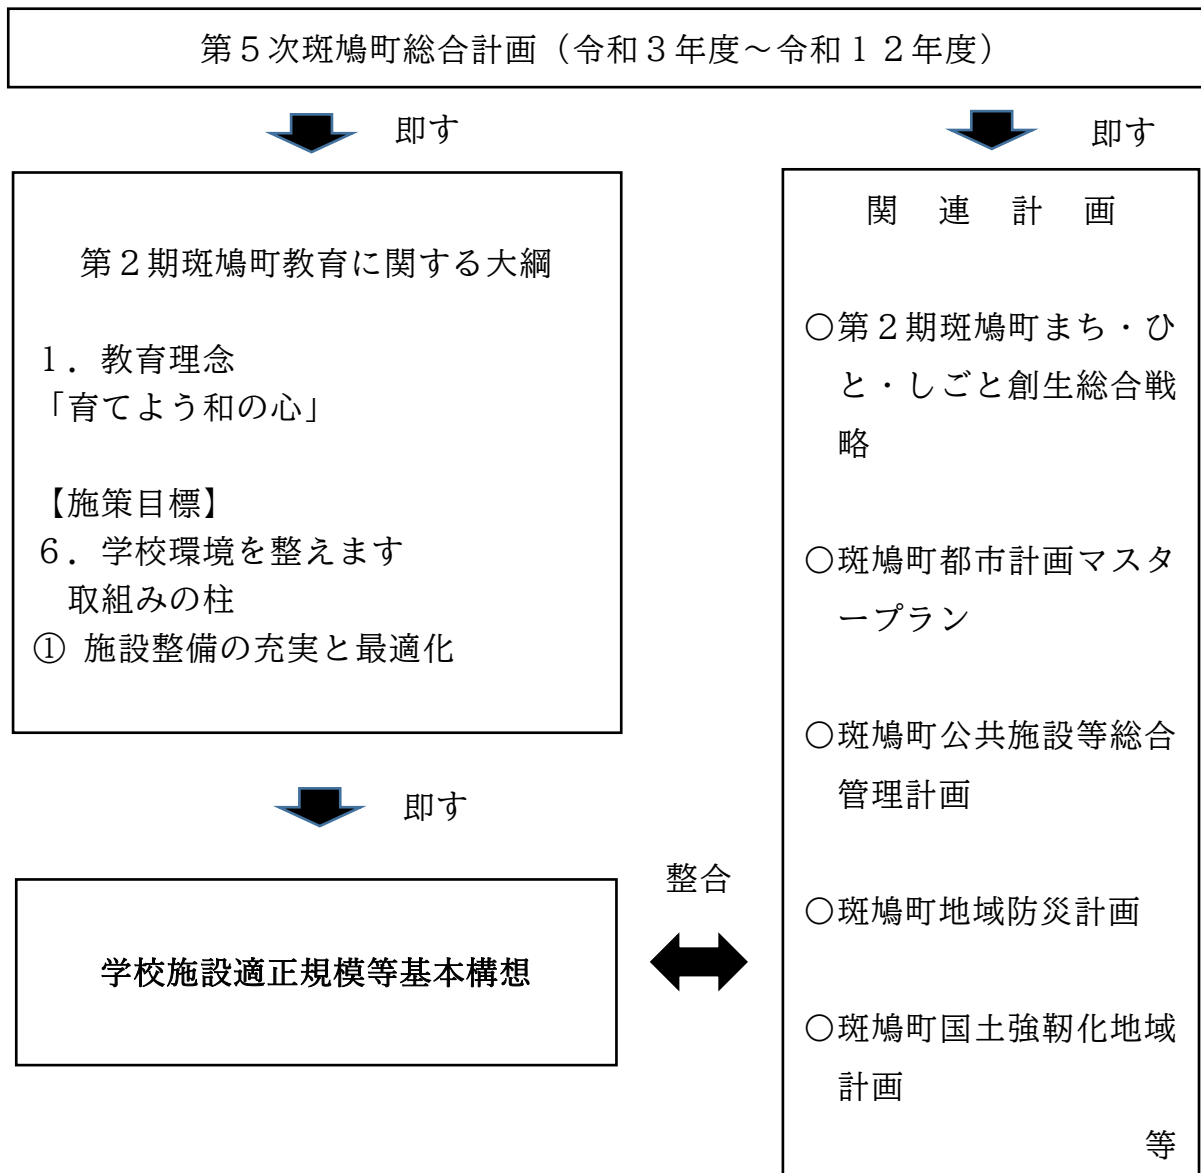 第５次斑鳩町総合計画（令和３年度～令和１２年度）
即す
即す
第２期斑鳩町教育に関する大綱
１．教育理念
「育てよう和の心」
【施策目標】
６．学校環境を整えます
取組みの柱
① 施設整備の充実と最適化
即す
学校施設適正規模等基本構想
整合
関　連　計　画
○第２期斑鳩町まち・ひ
と・しごと創生総合戦
略
○斑鳩町都市計画マスタ
ープラン
○斑鳩町公共施設等総合
管理計画
○斑鳩町地域防災計画
○斑鳩町国土強靭化地域
計画
等